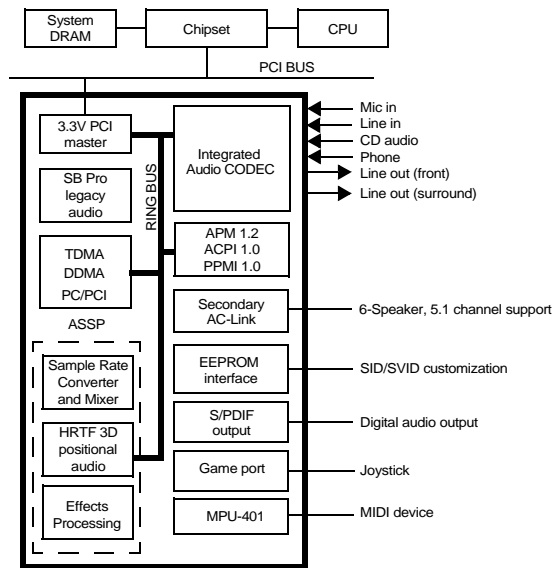 System
DRAM
Chipset
CPU
PCI BUS
3.3V PCI
master
SB Pro
legacy
audio
TDMA
DDMA
PC/PCI
ASSP
Sample Rate
Converter
and Mixer
HRTF 3D
positional
audio
Effects
Processing
RING BUS
Integrated
Audio CODEC
APM 1.2
ACPI 1.0
PPMI 1.0
Secondary
AC-Link
EEPROM
interface
S/PDIF
output
Game port
MPU-401
Mic in
Line in
CD audio
Phone
Line out (front)
Line out (surround)
6-Speaker, 5.1 channel support
SID/SVID customization
Digital audio output
Joystick
MIDI device